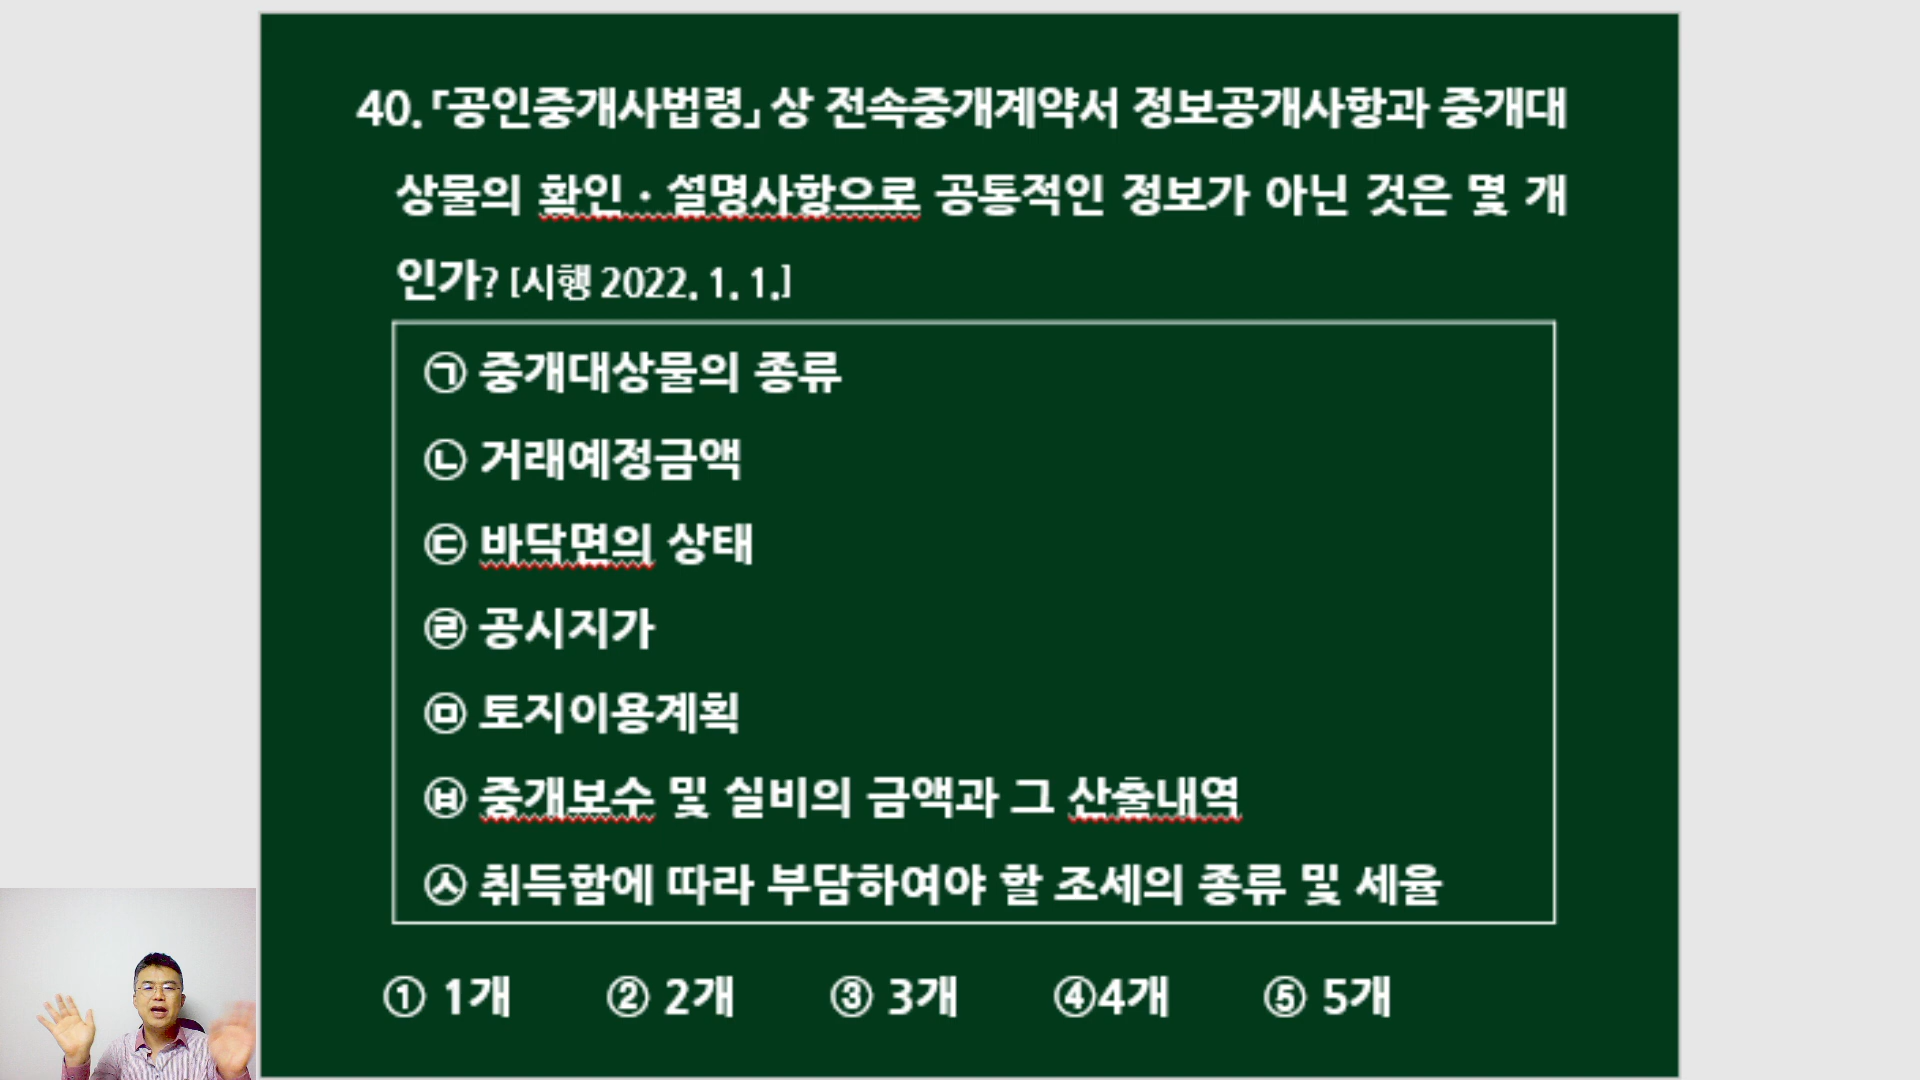 40.「공인중개사법령」상 전속중개계약서 정보공개사항과 중개대
상물의 확인 · 설명사항으로 공통적인 정보가 아닌 것은 몇 개
인가? [시행 2022. 1. 1.]
㉠ 중개대상물의 종류
㉡ 거래예정금액
㉢ 바닥면의 상태
㉣ 공시지가
㉤ 토지이용계획
㉥ 중개보수 및 실비의 금액과 그 산출내역
㉦ 취득함에 따라 부담하여야 할 조세의 종류 및 세율
① 1개 ② 2개 ③ 3개 ④4개 ⑤ 5개